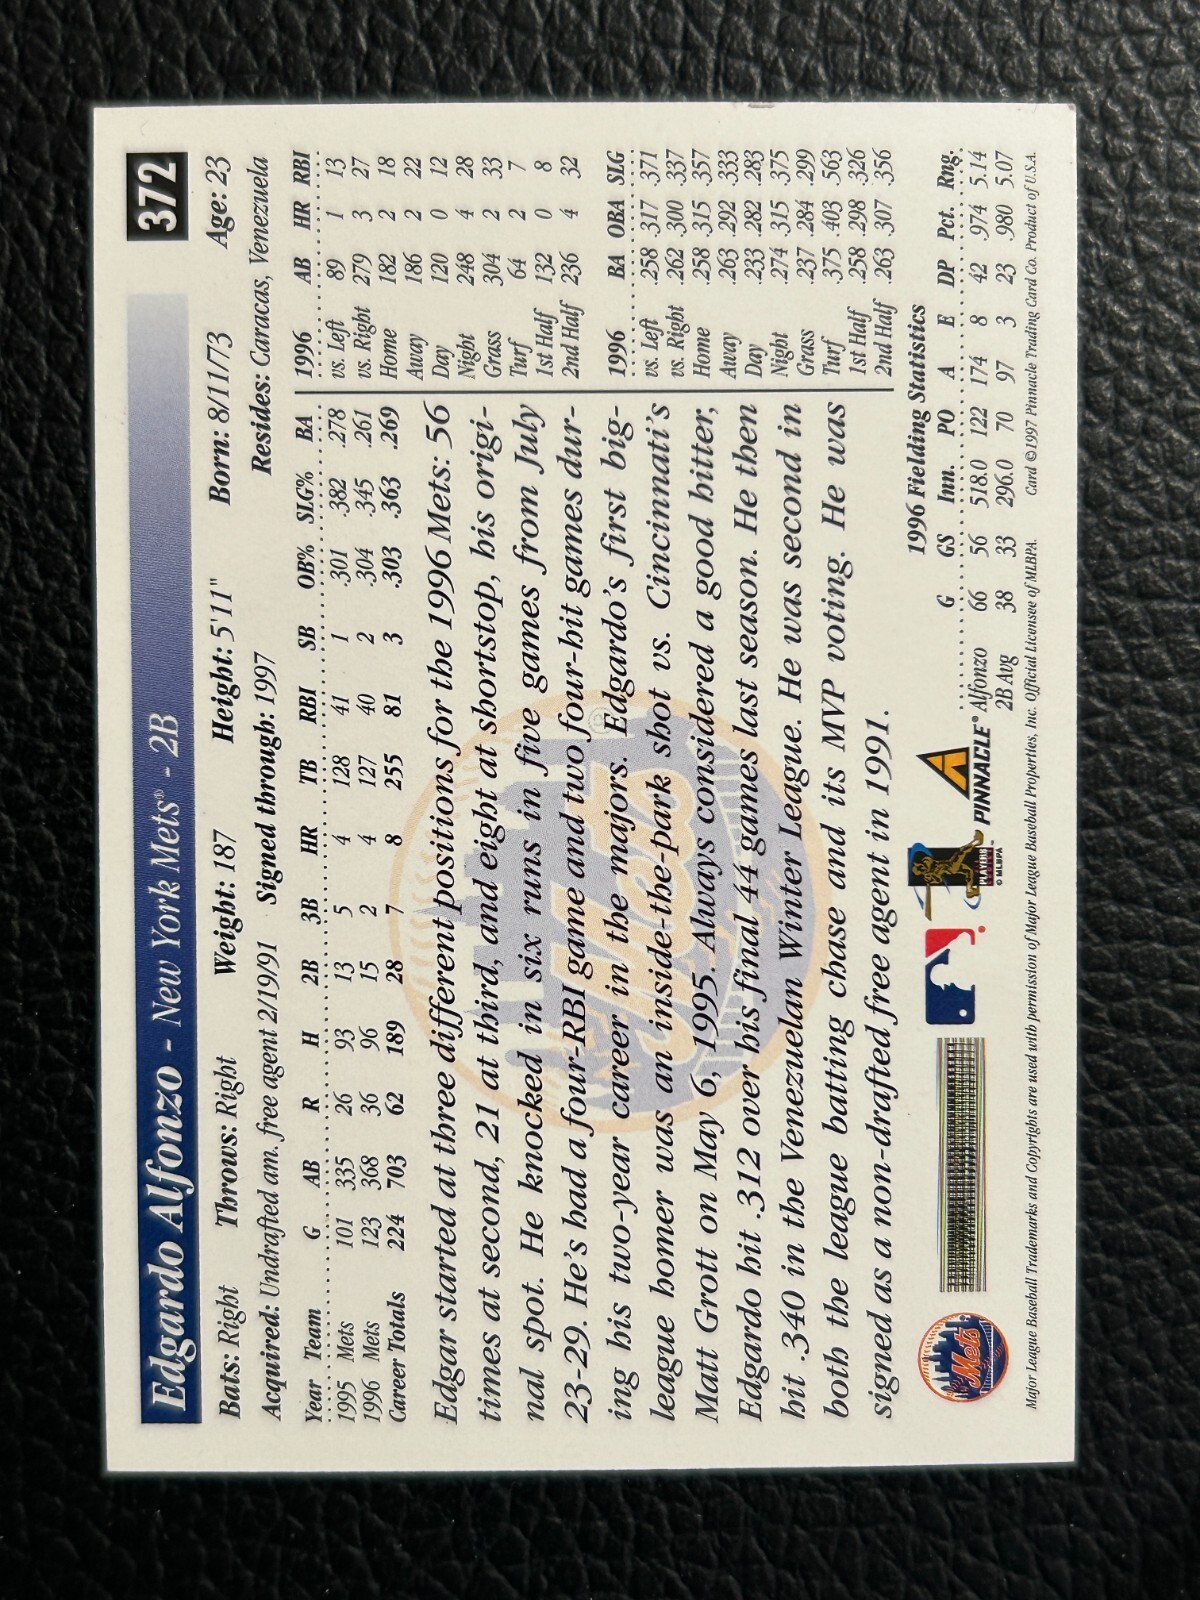 372
Edgardo Alfonzo - New York Mets® - 2B
Bats: Right Throws: Right Weight: 187 Height: 5'11" Born: 8/11/73 Age: 23
Acquired: Undrafted am. free agent 2/19/91 Signed through: 1997 Resides: Caracas, Venezuela
Year Team G AB R H 2B 3B HR TB RBI SB OB% SLG% BA
1995 Mets 101 335 26 93 13 5 4 128 41 1 .301 .382 .278
1996 Mets 123 368 36 96 15 2 4 127 40 2 .304 .345 .261
Career Totals 224 703 62 189 28 7 8 255 81 3 .303 .363 .269
Edgar started at three different positions for the 1996 Mets: 56
times at second, 21 at third, and eight at shortstop, his origi-
nal spot. He knocked in six runs in five games from July
23-29. He's had a four-RBI game and two four-hit games dur-
ing his two-year career in the majors. Edgardo's first big-
league homer was an inside-the-park shot vs. Cincinnati's
Matt Grott on May 6, 1995. Always considered a good hitter,
Edgardo hit .312 over his final 44 games last season. He then
hit .340 in the Venezuelan Winter League. He was second in
both the league batting chase and its MVP voting. He was
signed as a non-drafted free agent in 1991.
1996 AB HR RBI
vs. Left 89 1 13
vs. Right 279 3 27
Home 182 2 18
Away 186 2 22
Day 120 0 12
Night 248 4 28
Grass 304 2 33
Turf 64 2 7
1st Half 132 0 8
2nd Half 236 4 32
1996 BA OBA SLG
vs. Left .258 .317 .371
vs. Right .262 .300 .337
Home .258 .315 .357
Away .263 .292 .333
Day .233 .282 .283
Night .274 .315 .375
Grass .237 .284 .299
Turf .375 .403 .563
1st Half .258 .298 .326
2nd Half .263 .307 .356
Mets
®
1996 Fielding Statistics
G GS Inn. PO A E DP Pct. Rng.
Alfonzo 66 56 518.0 122 174 8 42 .974 5.14
2B Avg 38 33 296.0 70 97 3 23 .980 5.07
Mets
PLAYERS
© MLBPA
PINNACLE®
Major League Baseball Trademarks and Copyrights are used with permission of Major League Baseball Properties, Inc. Official Licensee of MLBPA. Card ©1997 Pinnacle Trading Card Co. Product of U.S.A.